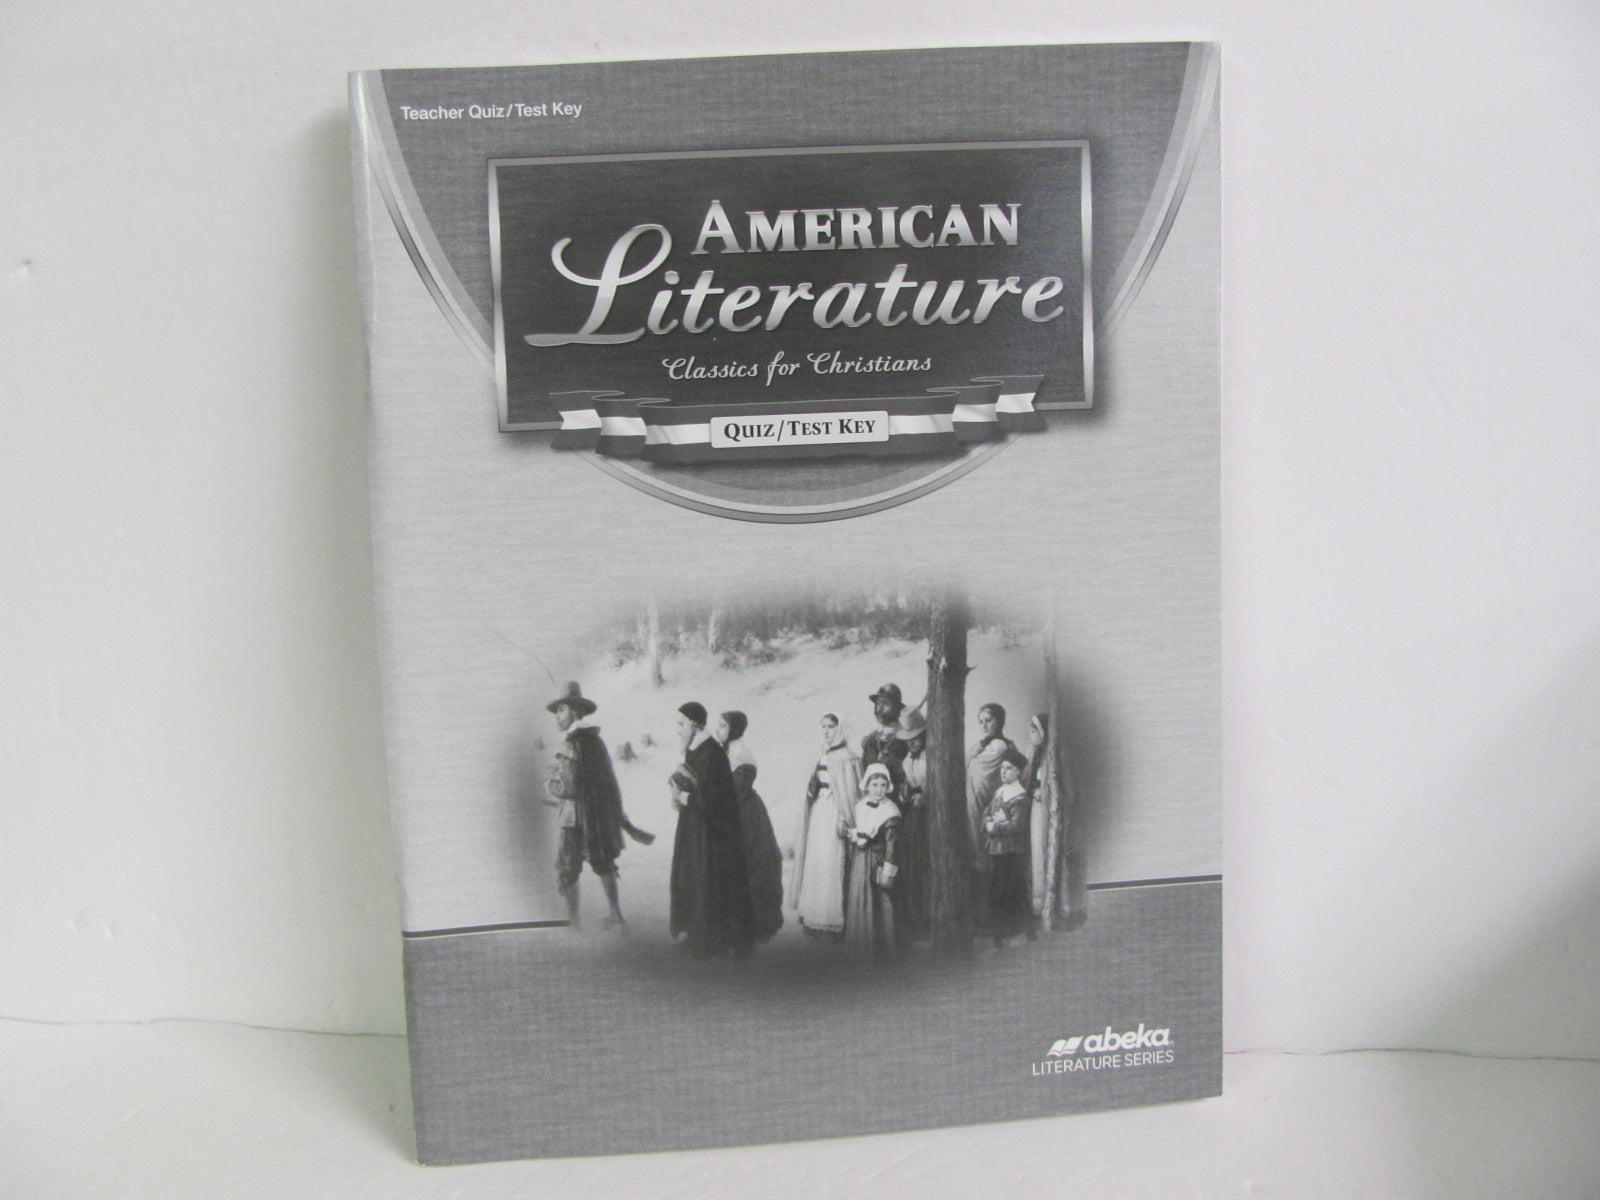 Teacher Quiz/Test Key
AMERICAN
Literature
Classics for Christians
QUIZ/TEST KEY
abeka
LITERATURE SERIES